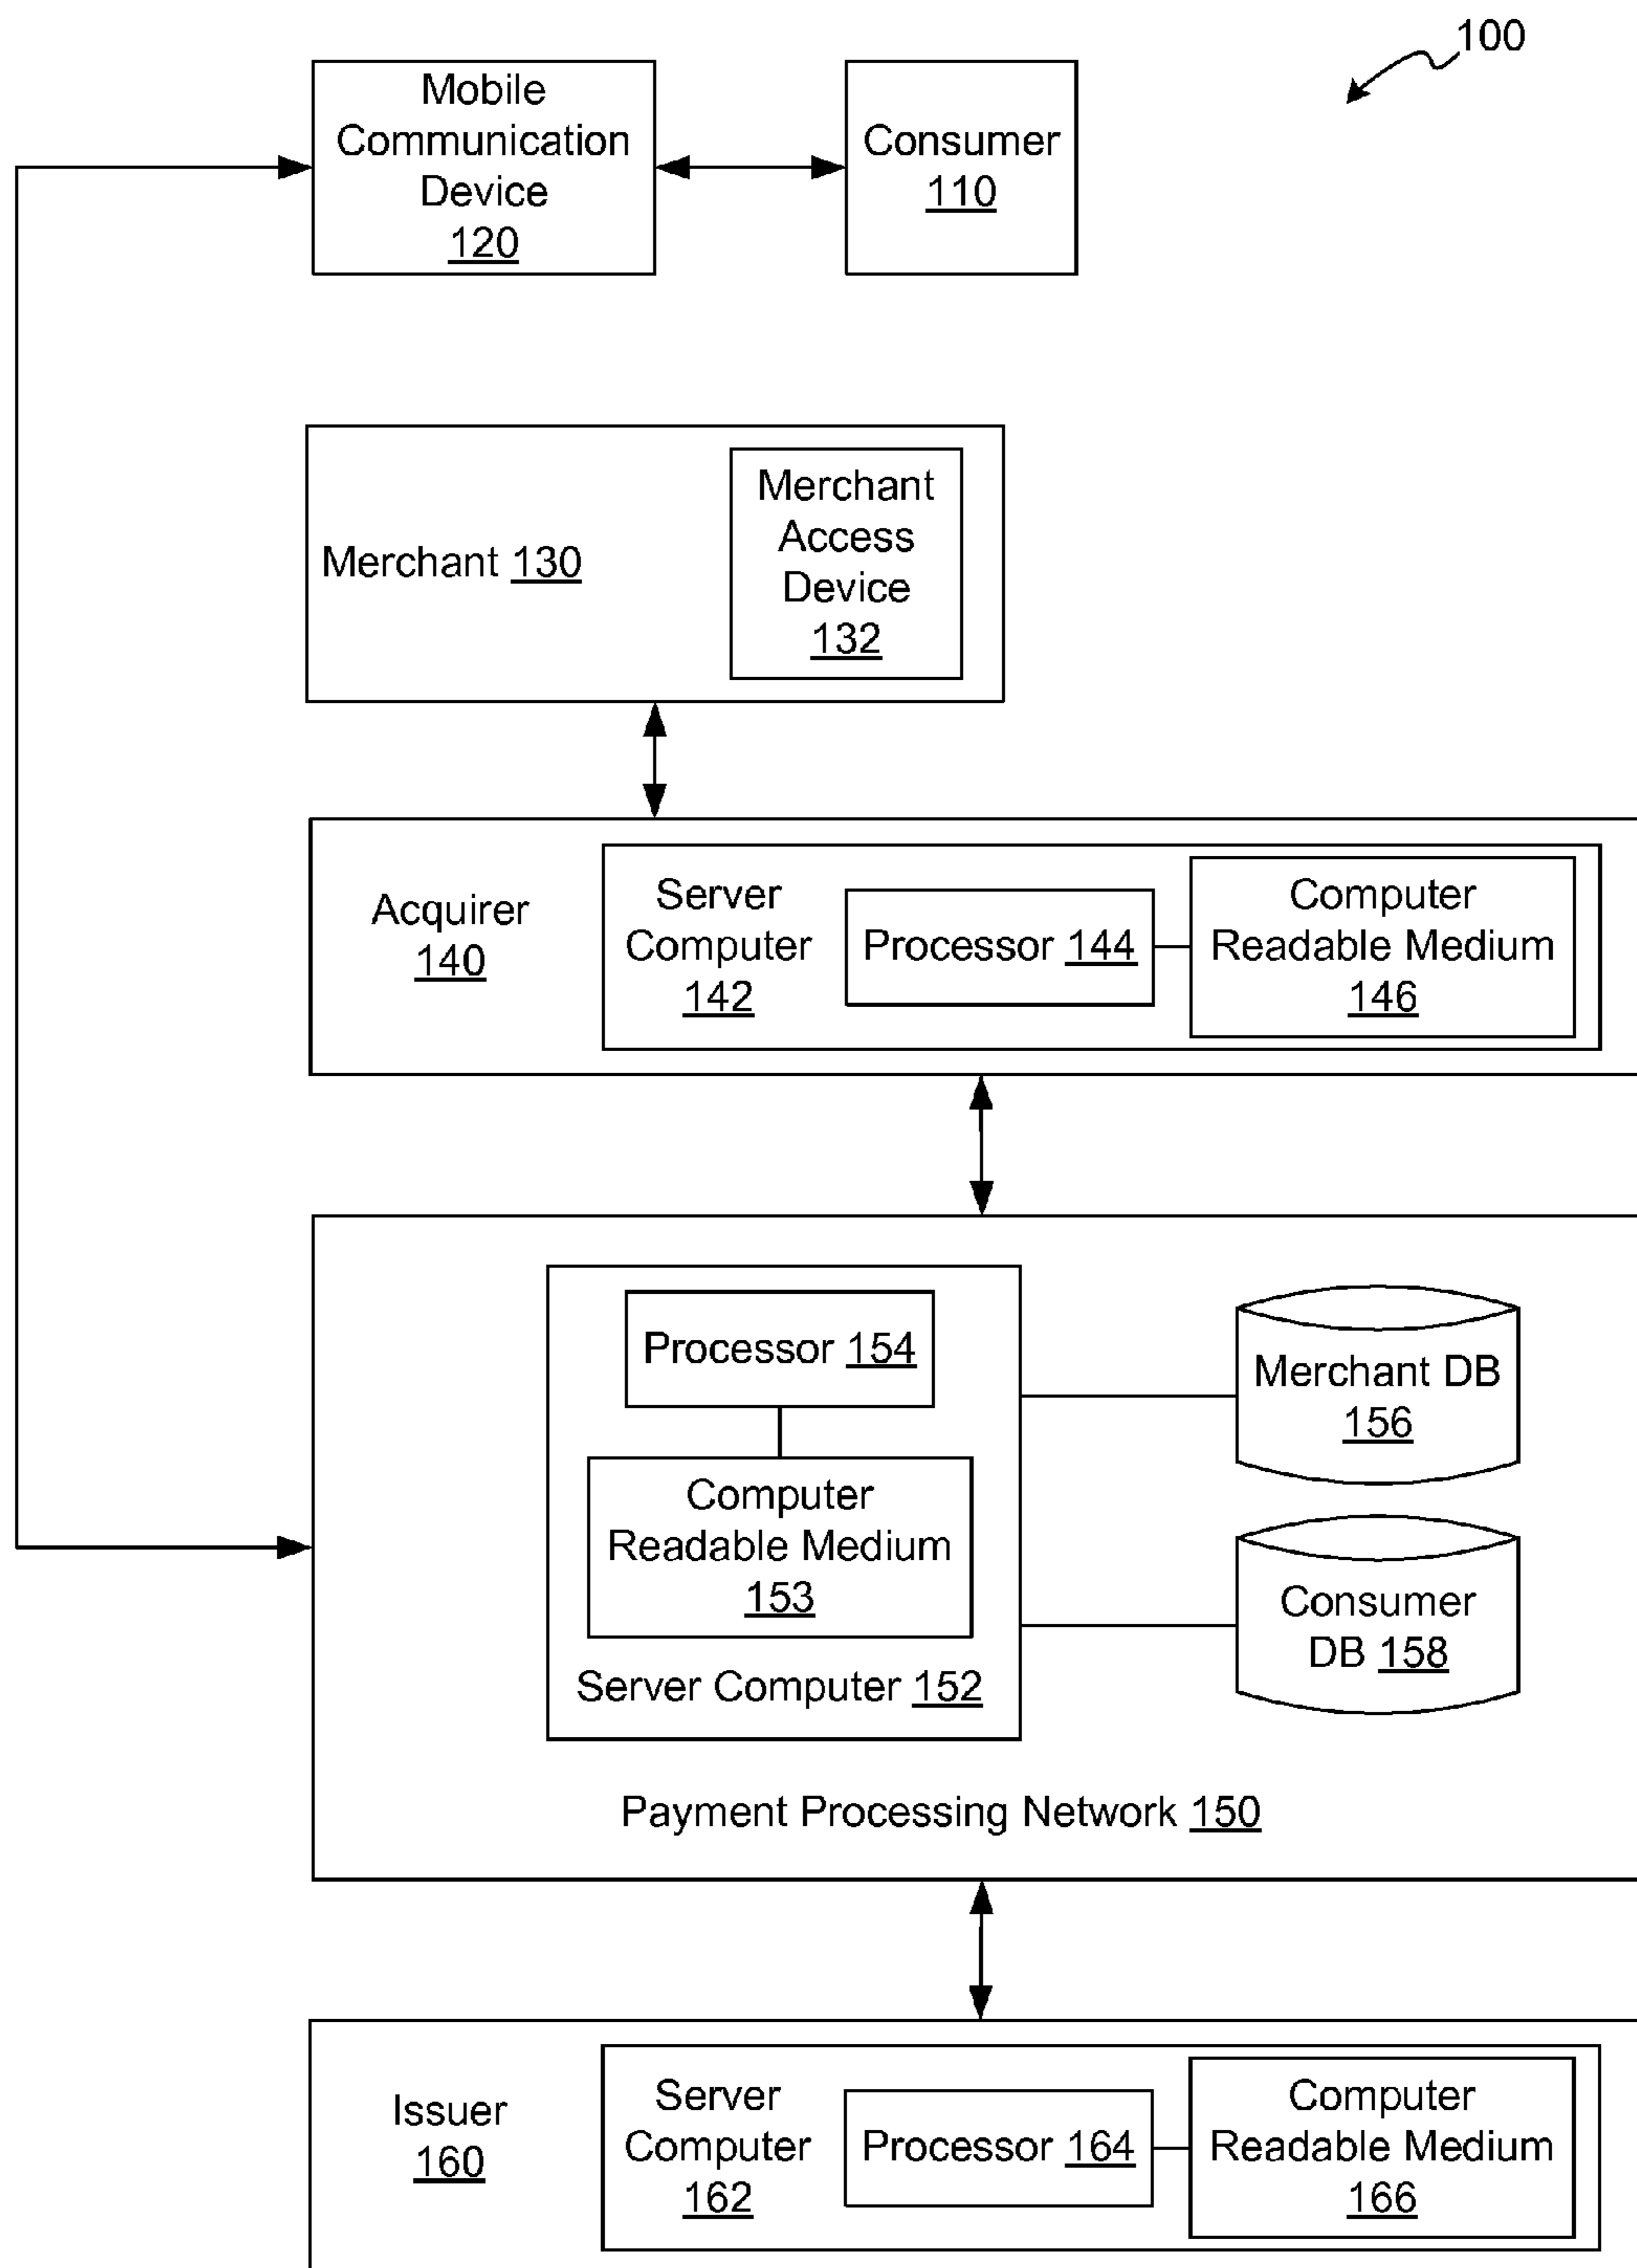 100
Mobile
Communication
Device
120
Consumer
110
Merchant 130
Merchant
Access
Device
132
Acquirer
140
Server
Computer
142
Processor 144
Computer
Readable Medium
146
Processor 154
Computer
Readable Medium
153
Server Computer 152
Merchant DB
156
Consumer
DB 158
Payment Processing Network 150
Issuer
160
Server
Computer
162
Processor 164
Computer
Readable Medium
166